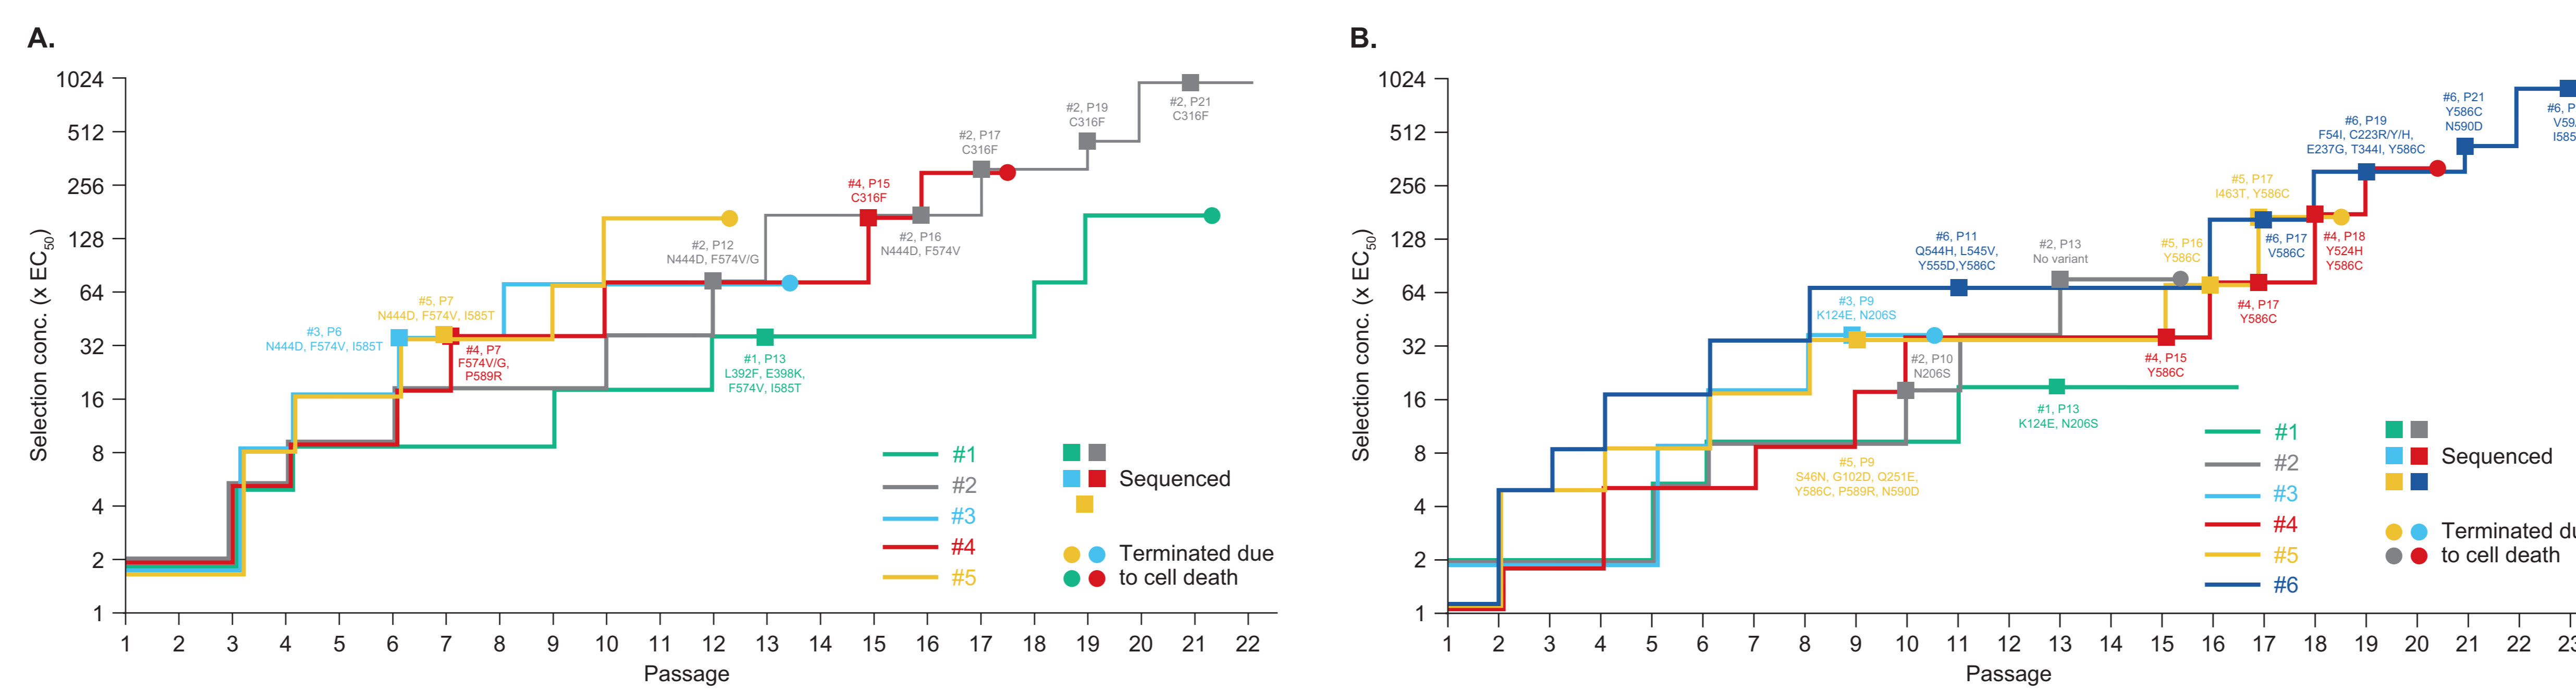 A.
1024
512
256
128
64
32
16
8
4
2
1
Selection conc. (x EC50)
1 2 3 4 5 6 7 8 9 10 11 12 13 14 15 16 17 18 19 20 21 22
Passage
#3, P6
N444D, F574V, I585T
#5, P7
N444D, F574V, I585T
#4, P7
F574V/G,
P589R
#2, P12
N444D, F574V/G
#1, P13
L392F, E398K,
F574V, I585T
#4, P15
C316F
#2, P16
N444D, F574V
#2, P17
C316F
#2, P19
C316F
#2, P21
C316F
#1
#2
#3
#4
#5
Sequenced
Terminated due
to cell death
B.
1024
512
256
128
64
32
16
8
4
2
1
Selection conc. (x EC50)
1 2 3 4 5 6 7 8 9 10 11 12 13 14 15 16 17 18 19 20 21 22 23
Passage
#3, P9
K124E, N206S
#5, P9
S46N, G102D, Q251E,
Y586C, P589R, N590D
#6, P11
Q544H, L545V,
Y555D,Y586C
#2, P10
N206S
#2, P13
No variant
#1, P13
K124E, N206S
#4, P15
Y586C
#5, P16
Y586C
#5, P17
I463T, Y586C
#6, P17
V586C
#4, P17
Y586C
#4, P18
Y524H
Y586C
#6, P19
F54I, C223R/Y/H,
E237G, T344I, Y586C
#6, P21
Y586C
N590D
#6, P
V59
I585
#1
#2
#3
#4
#5
#6
Sequenced
Terminated du
to cell death